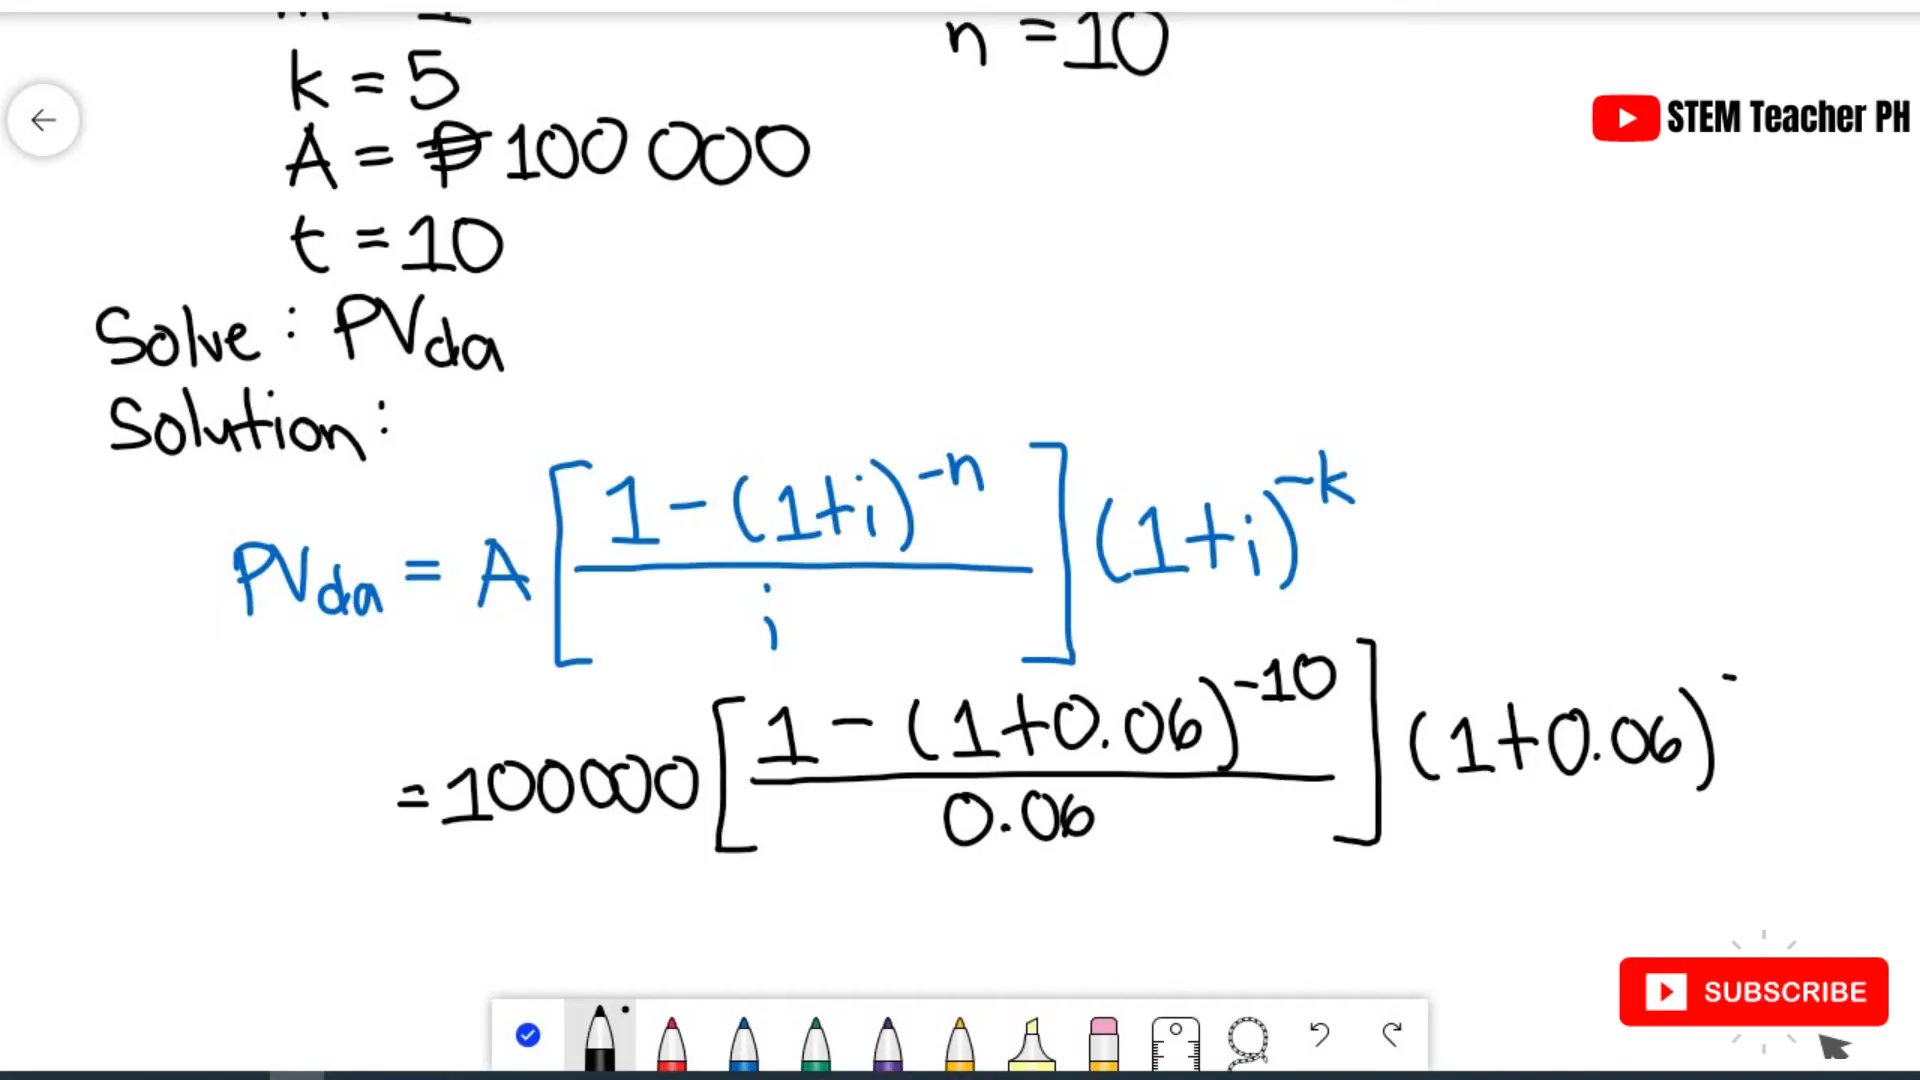 n = 10
k = 5
STEM Teacher PH
A = ₱100 000
t = 10
Solve : PVda
Solution :
PVda = A [ 1 - (1+i)^-n / i ] (1+i)^-k
= 100000 [ 1 - (1+0.06)^-10 / 0.06 ] (1+0.06)^-
SUBSCRIBE